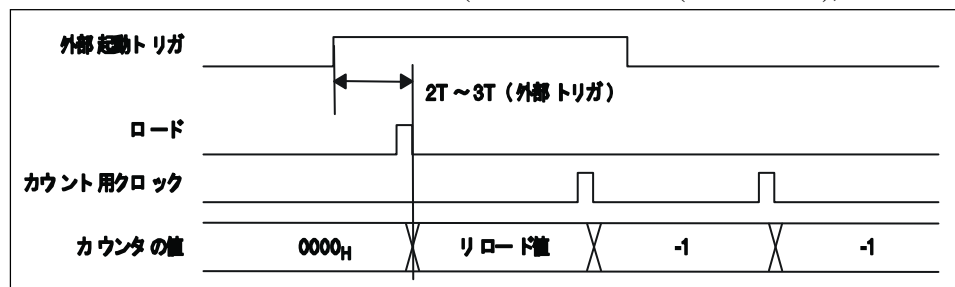 外部起動トリガ
2T～3T（外部トリガ）
ロード
カウント用クロック
カウンタの値 0000H リロード値 -1 -1